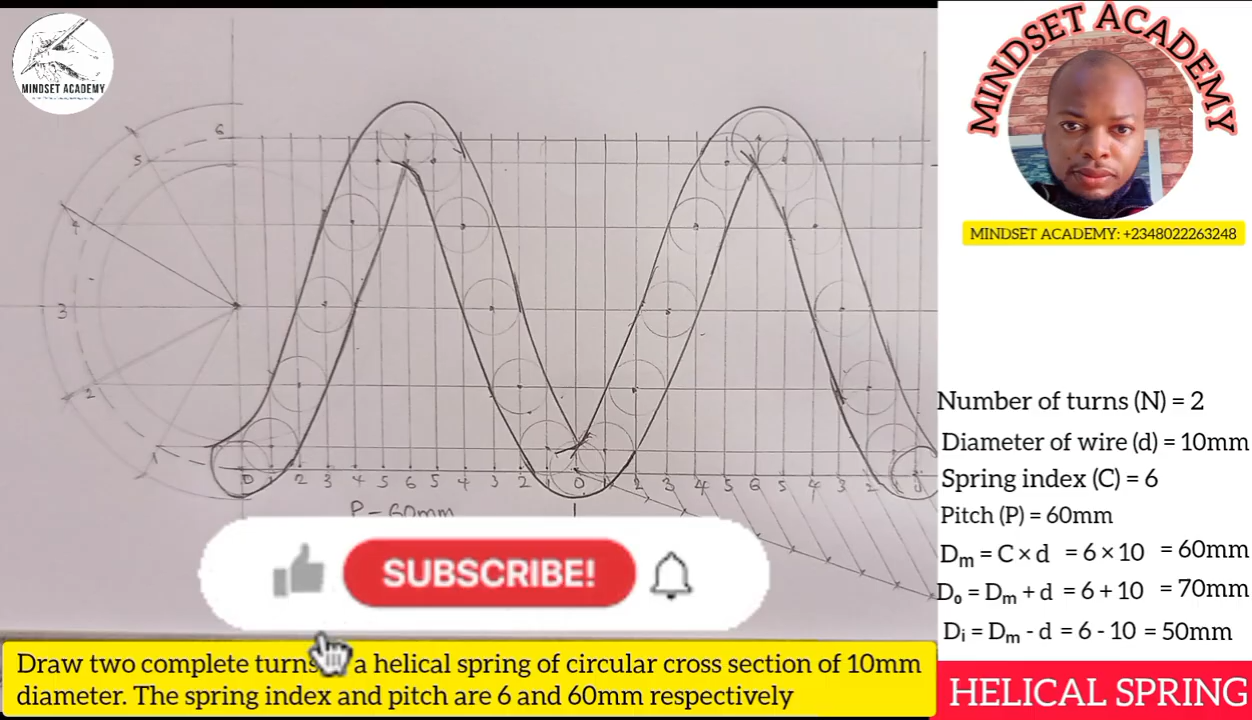 MINDSET ACADEMY
MINDSET ACADEMY
MINDSET ACADEMY: +2348022263248
6
5
4
3
2
1
0 1 2 3 4 5 6 5 4 3 2 1 0 1 2 3 4 5 6 5 4 3 2
P - 60mm
Number of turns (N) = 2
Diameter of wire (d) = 10mm
Spring index (C) = 6
Pitch (P) = 60mm
Dₘ = C × d = 6 × 10 = 60mm
Dₒ = Dₘ + d = 6 + 10 = 70mm
Dᵢ = Dₘ - d = 6 - 10 = 50mm
SUBSCRIBE!
Draw two complete turns a helical spring of circular cross section of 10mm
diameter. The spring index and pitch are 6 and 60mm respectively
HELICAL SPRING